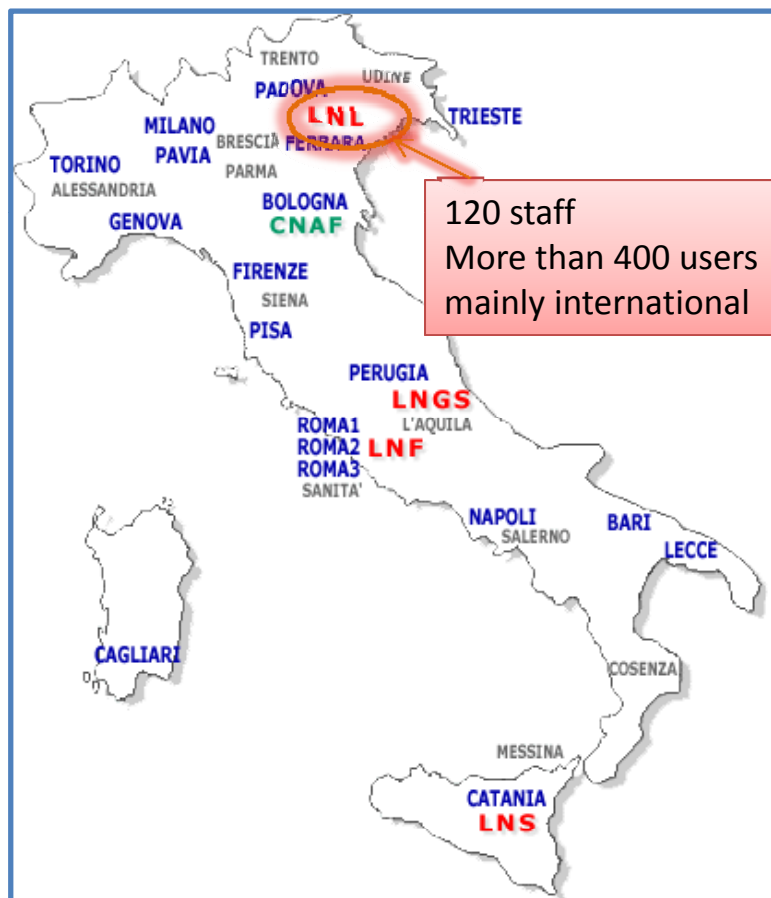 TRENTO
UDINE
PADOVA
LNL
TRIESTE
MILANO
BRESCIA
FERRARA
PAVIA
TORINO
PARMA
ALESSANDRIA
BOLOGNA
GENOVA
CNAF
120 staff
More than 400 users
mainly international
FIRENZE
SIENA
PISA
PERUGIA
LNGS
L'AQUILA
ROMA1
ROMA2
LNF
ROMA3
SANITA'
NAPOLI
SALERNO
BARI
LECCE
CAGLIARI
COSENZA
MESSINA
CATANIA
LNS